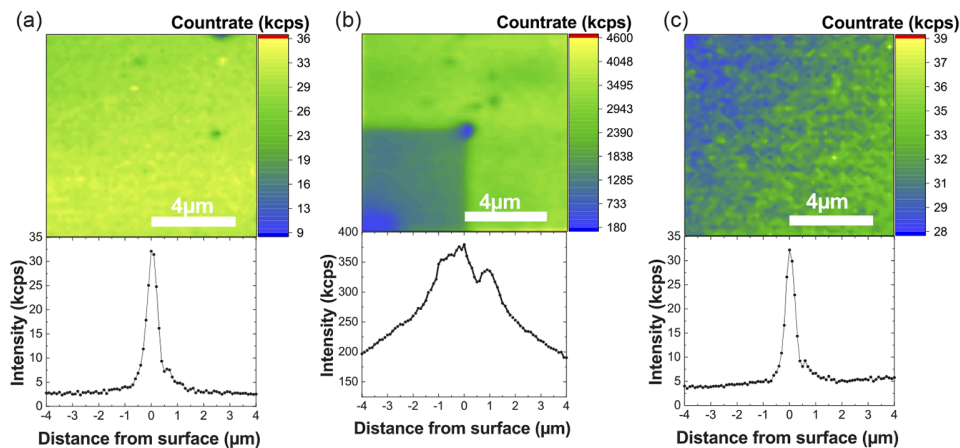 (a)
Countrate (kcps)
36
33
29
26
23
19
16
13
9
4µm
35
30
25
20
15
10
5
0
Intensity (kcps)
-4 -3 -2 -1 0 1 2 3 4
Distance from surface (µm)
(b)
Countrate (kcps)
4600
4048
3495
2943
2390
1838
1285
733
180
4µm
400
350
300
250
200
150
Intensity (kcps)
-4 -3 -2 -1 0 1 2 3 4
Distance from surface (µm)
(c)
Countrate (kcps)
39
37
36
35
34
32
31
29
28
4µm
35
30
25
20
15
10
5
0
Intensity (kcps)
-4 -3 -2 -1 0 1 2 3 4
Distance from surface (µm)